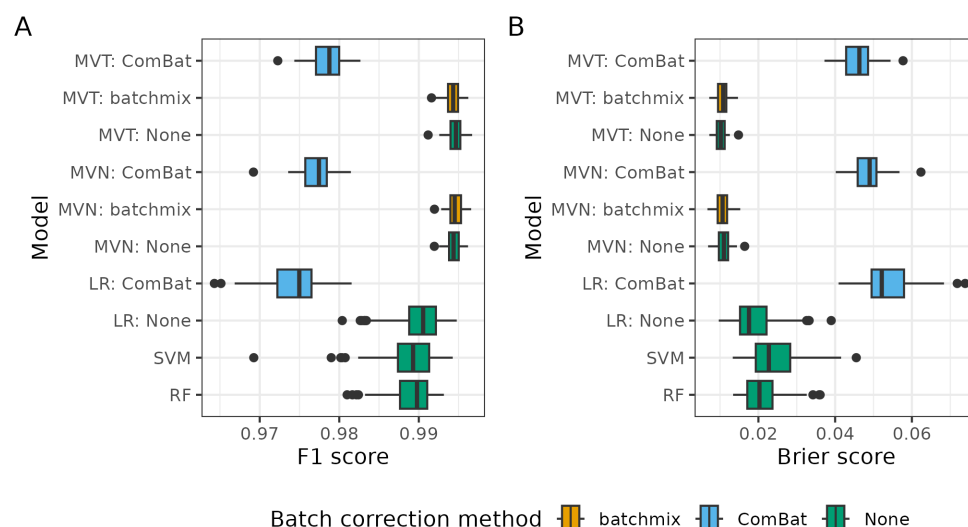 A
B
MVT: ComBat
MVT: batchmix
MVT: None
MVN: ComBat
MVN: batchmix
MVN: None
LR: ComBat
LR: None
SVM
RF
Model
0.97 0.98 0.99
F1 score
MVT: ComBat
MVT: batchmix
MVT: None
MVN: ComBat
MVN: batchmix
MVN: None
LR: ComBat
LR: None
SVM
RF
Model
0.02 0.04 0.06
Brier score
Batch correction method batchmix ComBat None